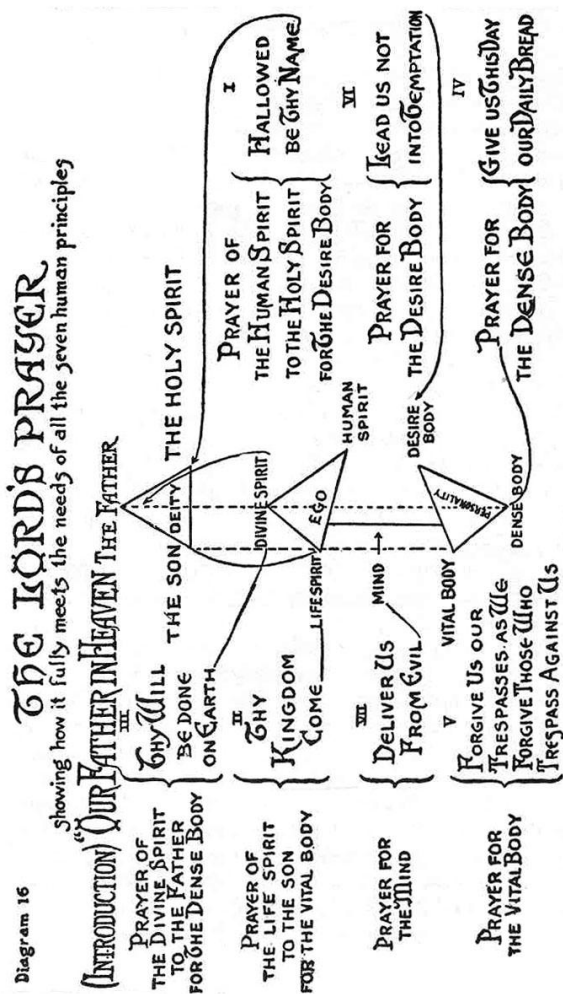 Diagram 16
THE LORD'S PRAYER
Showing how it fully meets the needs of all the seven human principles
(INTRODUCTION) "OUR FATHER IN HEAVEN THE FATHER
PRAYER OF
THE DIVINE SPIRIT
TO THE FATHER
FOR THE DENSE BODY
III
THY WILL
BE DONE
ON EARTH
THE SON
DEITY
THE HOLY SPIRIT
PRAYER OF
THE LIFE SPIRIT
TO THE SON
FOR THE VITAL BODY
II
THY
KINGDOM
COME
DIVINE SPIRIT
EGO
LIFE SPIRIT
HUMAN
SPIRIT
PRAYER OF
THE HUMAN SPIRIT
TO THE HOLY SPIRIT
FOR THE DESIRE BODY
I
HALLOWED
BE THY NAME
PRAYER FOR
THE MIND
VII
DELIVER US
FROM EVIL
MIND
DESIRE
BODY
PRAYER FOR
THE DESIRE BODY
VI
LEAD US NOT
INTO TEMPTATION
PRAYER FOR
THE VITAL BODY
V
FORGIVE US OUR
TRESPASSES. AS WE
FORGIVE THOSE WHO
TRESPASS AGAINST US
VITAL BODY
PERSONALITY
DENSE BODY
PRAYER FOR
THE DENSE BODY
IV
GIVE US THIS DAY
OUR DAILY BREAD